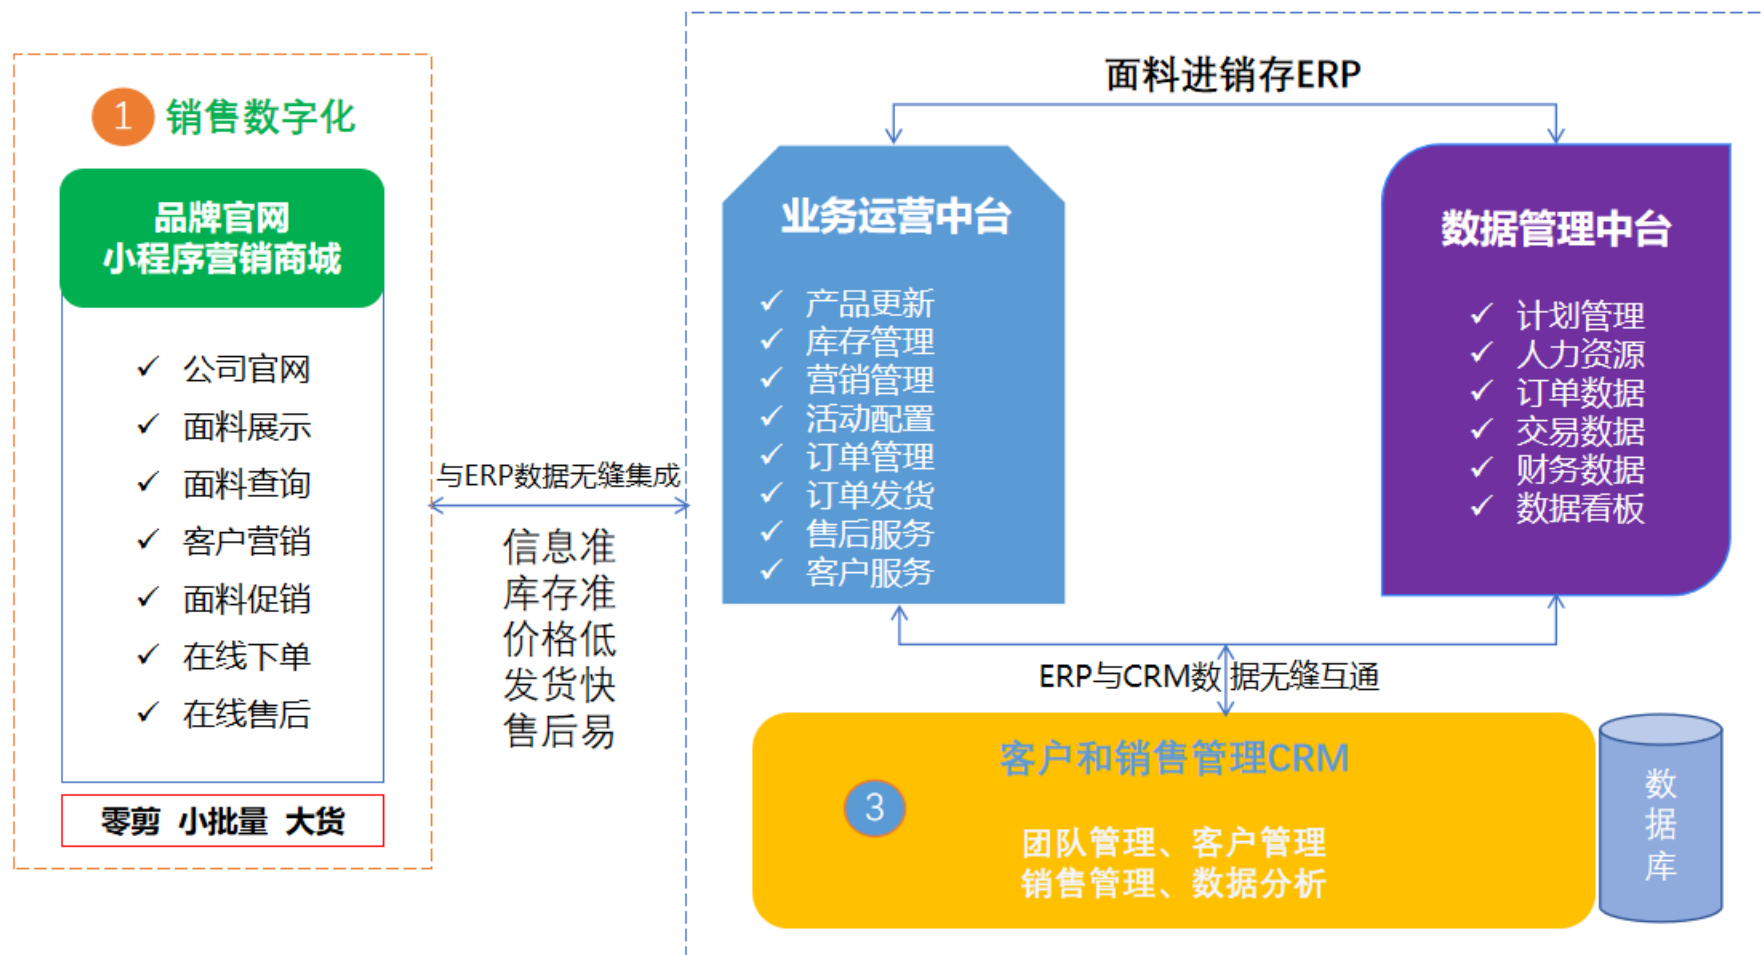 1 销售数字化
品牌官网
小程序营销商城
✓ 公司官网
✓ 面料展示
✓ 面料查询
✓ 客户营销
✓ 面料促销
✓ 在线下单
✓ 在线售后
零剪 小批量 大货
与ERP数据无缝集成
信息准
库存准
价格低
发货快
售后易
面料进销存ERP
业务运营中台
✓ 产品更新
✓ 库存管理
✓ 营销管理
✓ 活动配置
✓ 订单管理
✓ 订单发货
✓ 售后服务
✓ 客户服务
数据管理中台
✓ 计划管理
✓ 人力资源
✓ 订单数据
✓ 交易数据
✓ 财务数据
✓ 数据看板
ERP与CRM数据无缝互通
客户和销售管理CRM
3
团队管理、客户管理
销售管理、数据分析
数
据
库